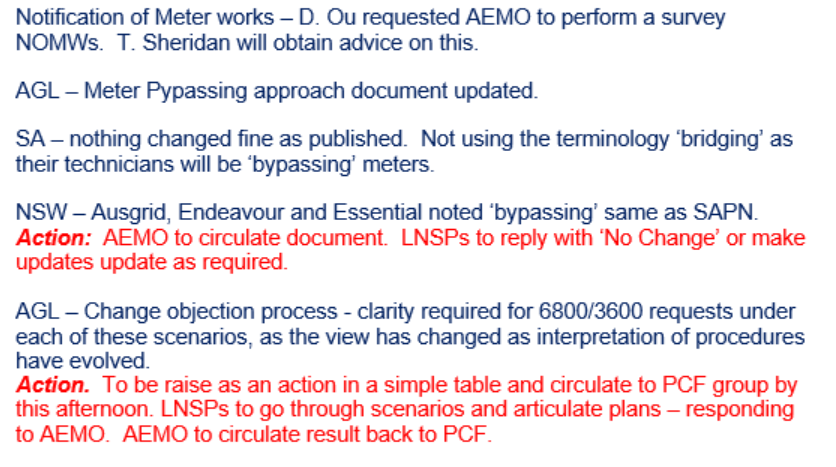 Notification of Meter works – D. Ou requested AEMO to perform a survey
NOMWs.  T. Sheridan will obtain advice on this.
AGL – Meter Pypassing approach document updated.
SA – nothing changed fine as published.  Not using the terminology ‘bridging’ as
their technicians will be ‘bypassing’ meters.
NSW – Ausgrid, Endeavour and Essential noted ‘bypassing’ same as SAPN.
Action:  AEMO to circulate document.  LNSPs to reply with ‘No Change’ or make
updates update as required.
AGL – Change objection process - clarity required for 6800/3600 requests under
each of these scenarios, as the view has changed as interpretation of procedures
have evolved.
Action.  To be raise as an action in a simple table and circulate to PCF group by
this afternoon. LNSPs to go through scenarios and articulate plans – responding
to AEMO.  AEMO to circulate result back to PCF.